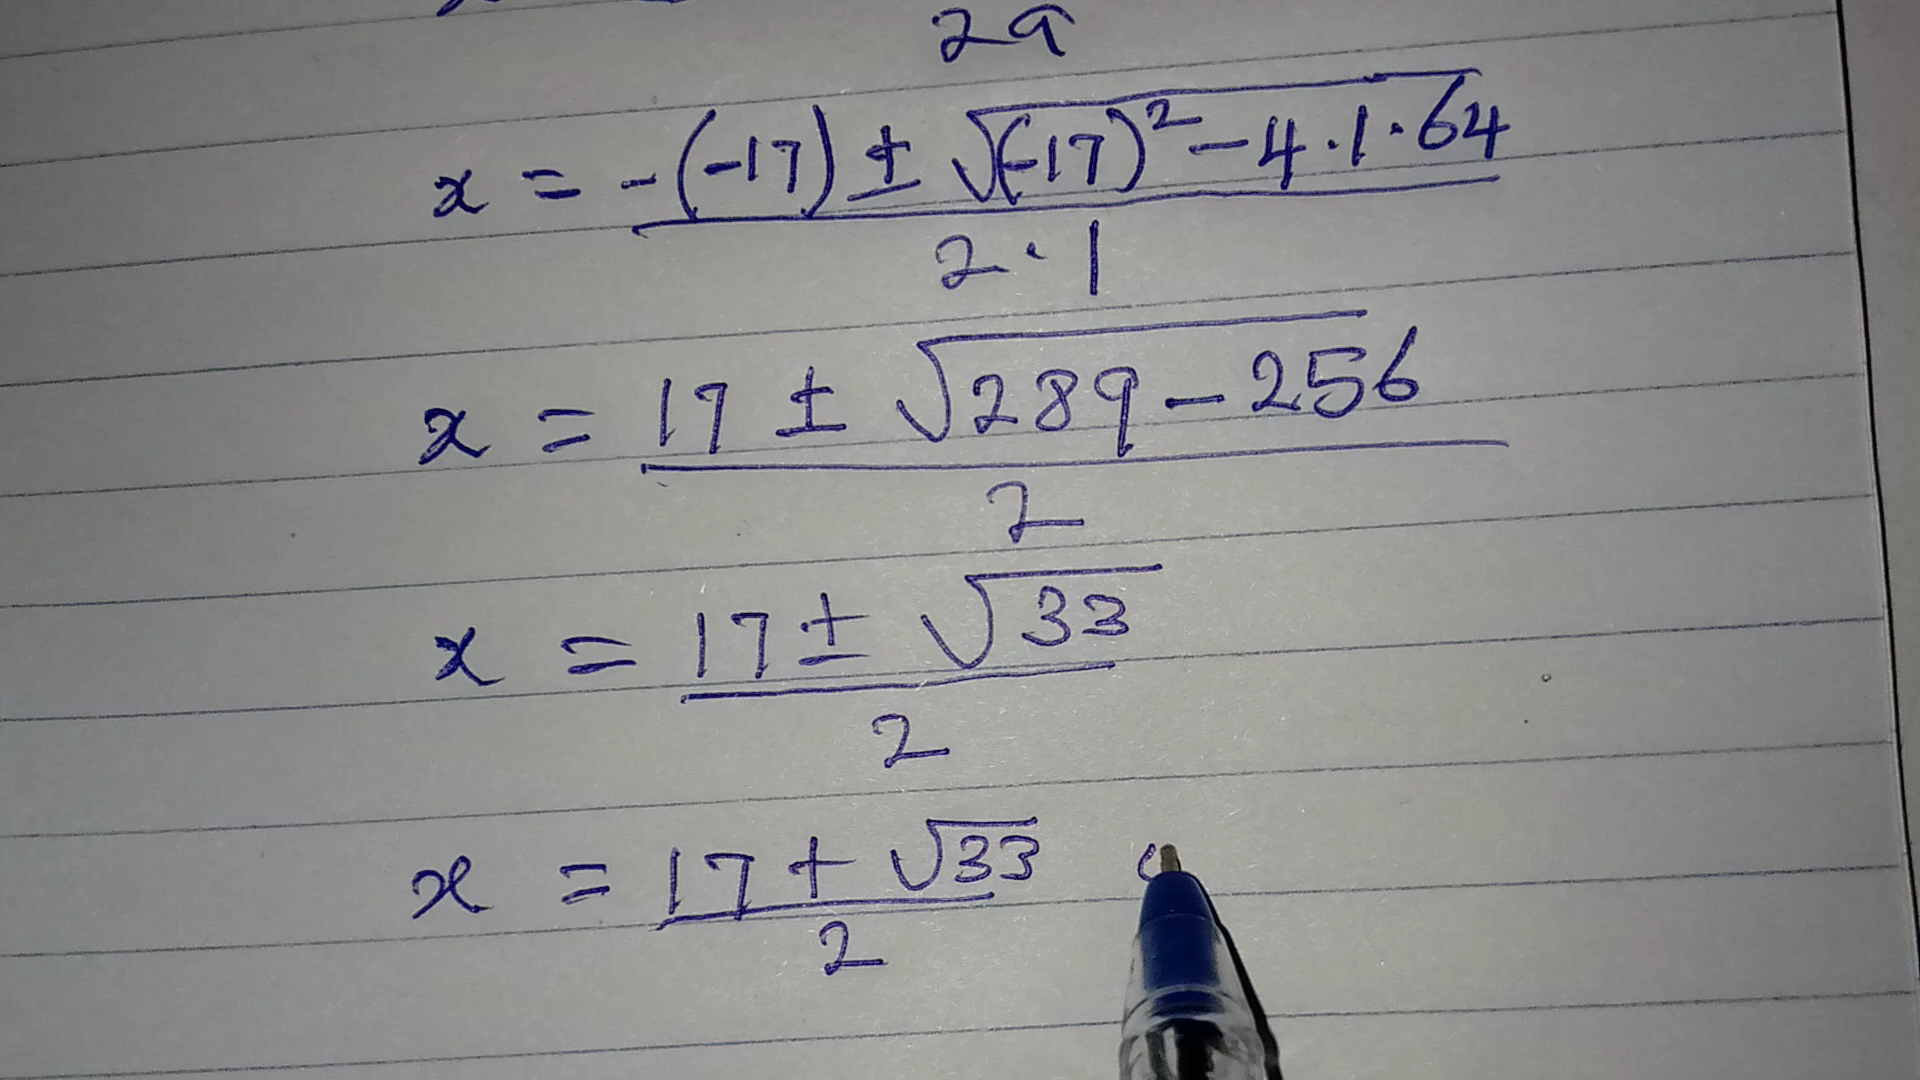 2a
x = -(-17) ± √(-17)² - 4.1.64
2.1
x = 17 ± √289 - 256
2
x = 17 ± √33
2
x = 17 + √33
2